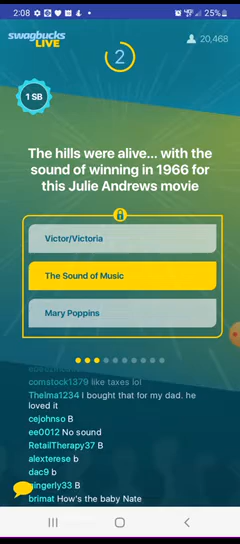 2:08
25%
swagbucks
LIVE
2
20,468
1 SB
The hills were alive... with the
sound of winning in 1966 for
this Julie Andrews movie
Victor/Victoria
The Sound of Music
Mary Poppins
comstock1379 like taxes lol
Thelma1234 I bought that for my dad. he
loved it
cejohnso B
ee0012 No sound
RetailTherapy37 B
alexterese b
dac9 b
gingerly33 B
brimat How's the baby Nate